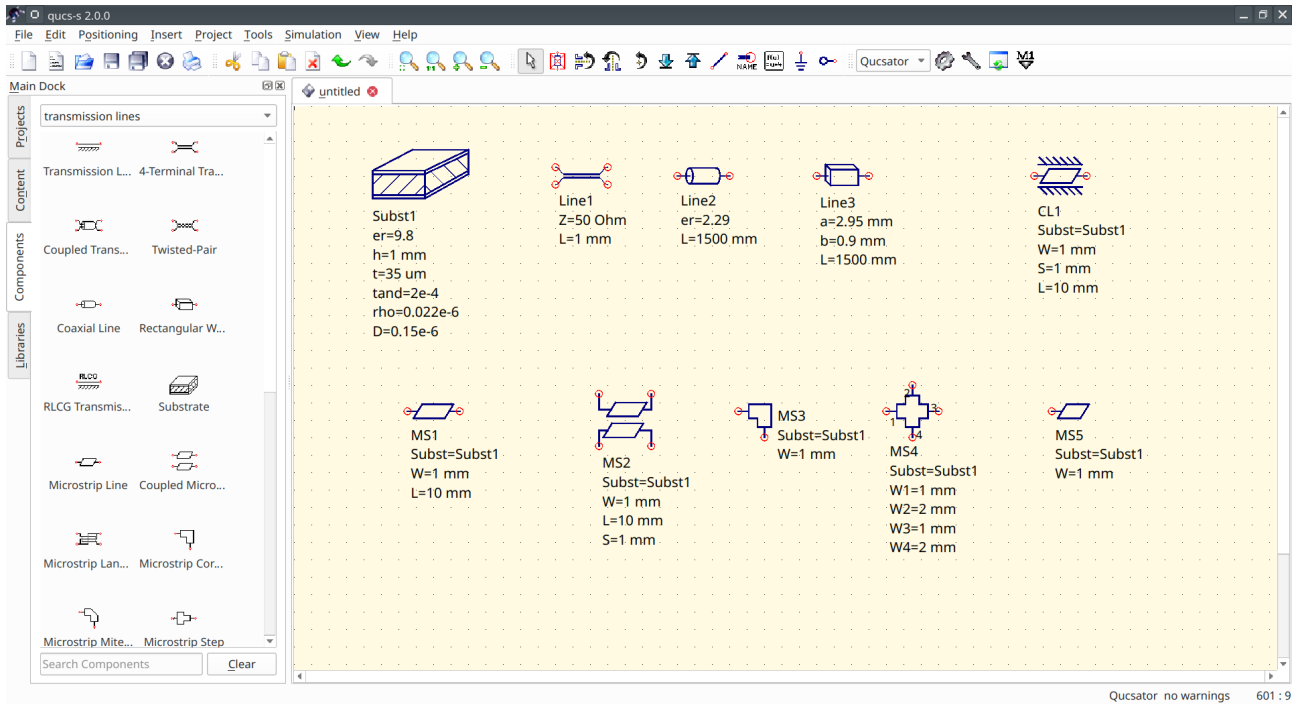 qucs-s 2.0.0
File Edit Positioning Insert Project Tools Simulation View Help
NAME
Qucsator
M1
Main Dock
untitled
Projects
Content
Components
Libraries
transmission lines
Transmission L... 4-Terminal Tra...
Coupled Trans... Twisted-Pair
Coaxial Line Rectangular W...
RLCG
RLCG Transmis... Substrate
Microstrip Line Coupled Micro...
Microstrip Lan... Microstrip Cor...
Microstrip Mite... Microstrip Step
Search Components Clear
Subst1
er=9.8
h=1 mm
t=35 um
tand=2e-4
rho=0.022e-6
D=0.15e-6
Line1
Z=50 Ohm
L=1 mm
Line2
er=2.29
L=1500 mm
Line3
a=2.95 mm
b=0.9 mm
L=1500 mm
CL1
Subst=Subst1
W=1 mm
S=1 mm
L=10 mm
MS1
Subst=Subst1
W=1 mm
L=10 mm
MS2
Subst=Subst1
W=1 mm
L=10 mm
S=1 mm
MS3
Subst=Subst1
W=1 mm
2
3
1
4
MS4
Subst=Subst1
W1=1 mm
W2=2 mm
W3=1 mm
W4=2 mm
MS5
Subst=Subst1
W=1 mm
Qucsator no warnings 601 : 9